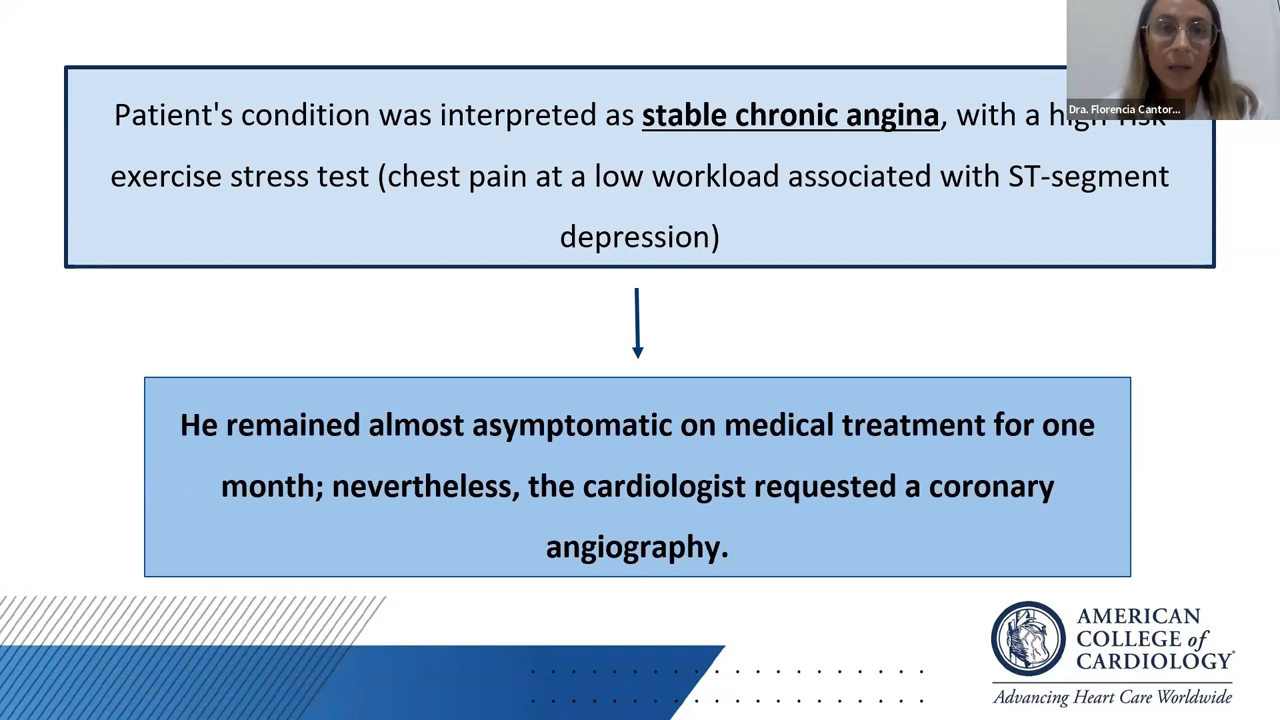 Dra. Florencia Cantor...
Patient's condition was interpreted as stable chronic angina, with a high-risk
exercise stress test (chest pain at a low workload associated with ST-segment
depression)
He remained almost asymptomatic on medical treatment for one
month; nevertheless, the cardiologist requested a coronary
angiography.
AMERICAN
COLLEGE of
CARDIOLOGY
Advancing Heart Care Worldwide